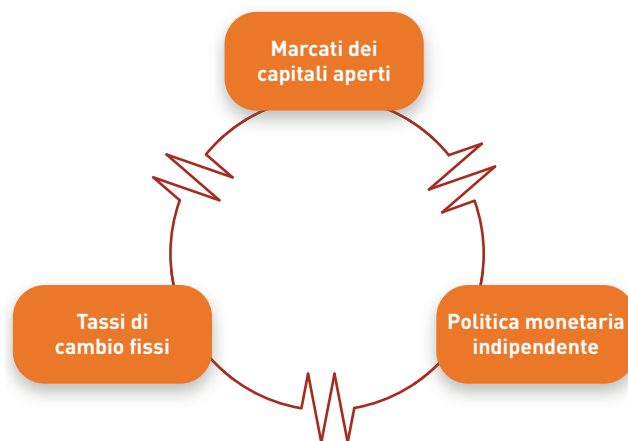 Marcati dei
capitali aperti
Tassi di
cambio fissi
Politica monetaria
indipendente